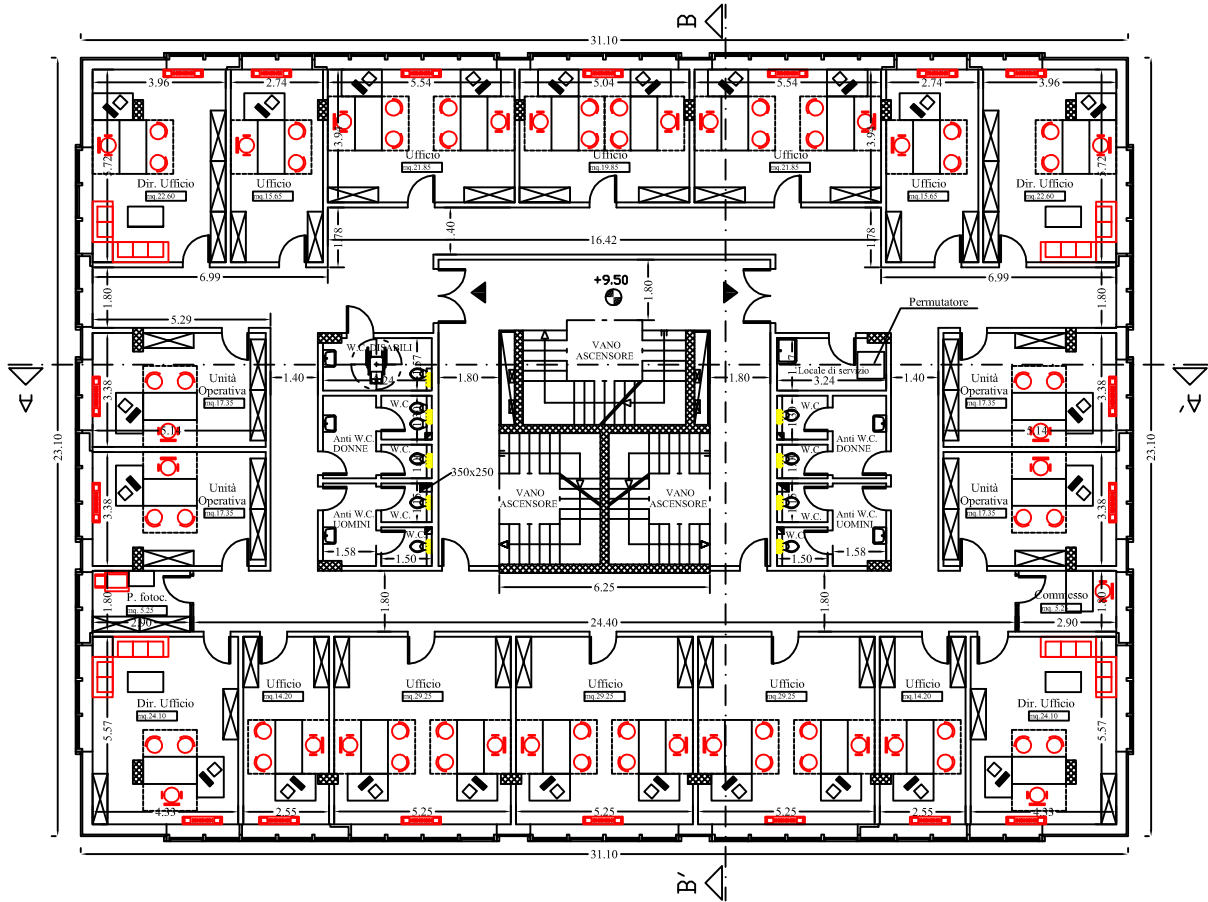 B
31.10
3.96
2.74
5.54
5.04
5.54
2.74
3.96
5.72
Dir. Ufficio
mq.22.60
Ufficio
mq.15.65
Ufficio
mq.21.85
Ufficio
mq.19.85
Ufficio
mq.21.85
Ufficio
mq.15.65
Dir. Ufficio
mq.22.60
5.72
1.78
1.40
16.42
1.78
6.99
6.99
1.80
+9.50
1.80
1.80
Permutatore
5.29
W.C. DISABILI
VANO
ASCENSORE
Locale di servizio
3.24
A
A'
1.40
1.80
1.80
1.40
3.38
Unità
Operativa
mq.17.35
Unità
Operativa
mq.17.35
3.38
5.14
5.14
W.C.
Anti W.C.
DONNE
W.C.
W.C.
Anti W.C.
DONNE
W.C.
23.10
23.10
350x250
3.38
Unità
Operativa
mq.17.35
Anti W.C.
UOMINI
W.C.
W.C.
VANO
ASCENSORE
VANO
ASCENSORE
W.C.
W.C.
Anti W.C.
UOMINI
Unità
Operativa
mq.17.35
3.38
1.58
1.50
1.50
1.58
6.25
P. fotoc.
mq. 5.25
1.80
2.90
1.80
24.40
1.80
Commesso
1.80
2.90
Dir. Ufficio
mq.24.10
Ufficio
mq.14.20
Ufficio
mq.29.25
Ufficio
mq.29.25
Ufficio
mq.29.25
Ufficio
mq.14.20
Dir. Ufficio
mq.24.10
5.57
5.57
4.33
2.55
5.25
5.25
5.25
2.55
4.33
31.10
B'